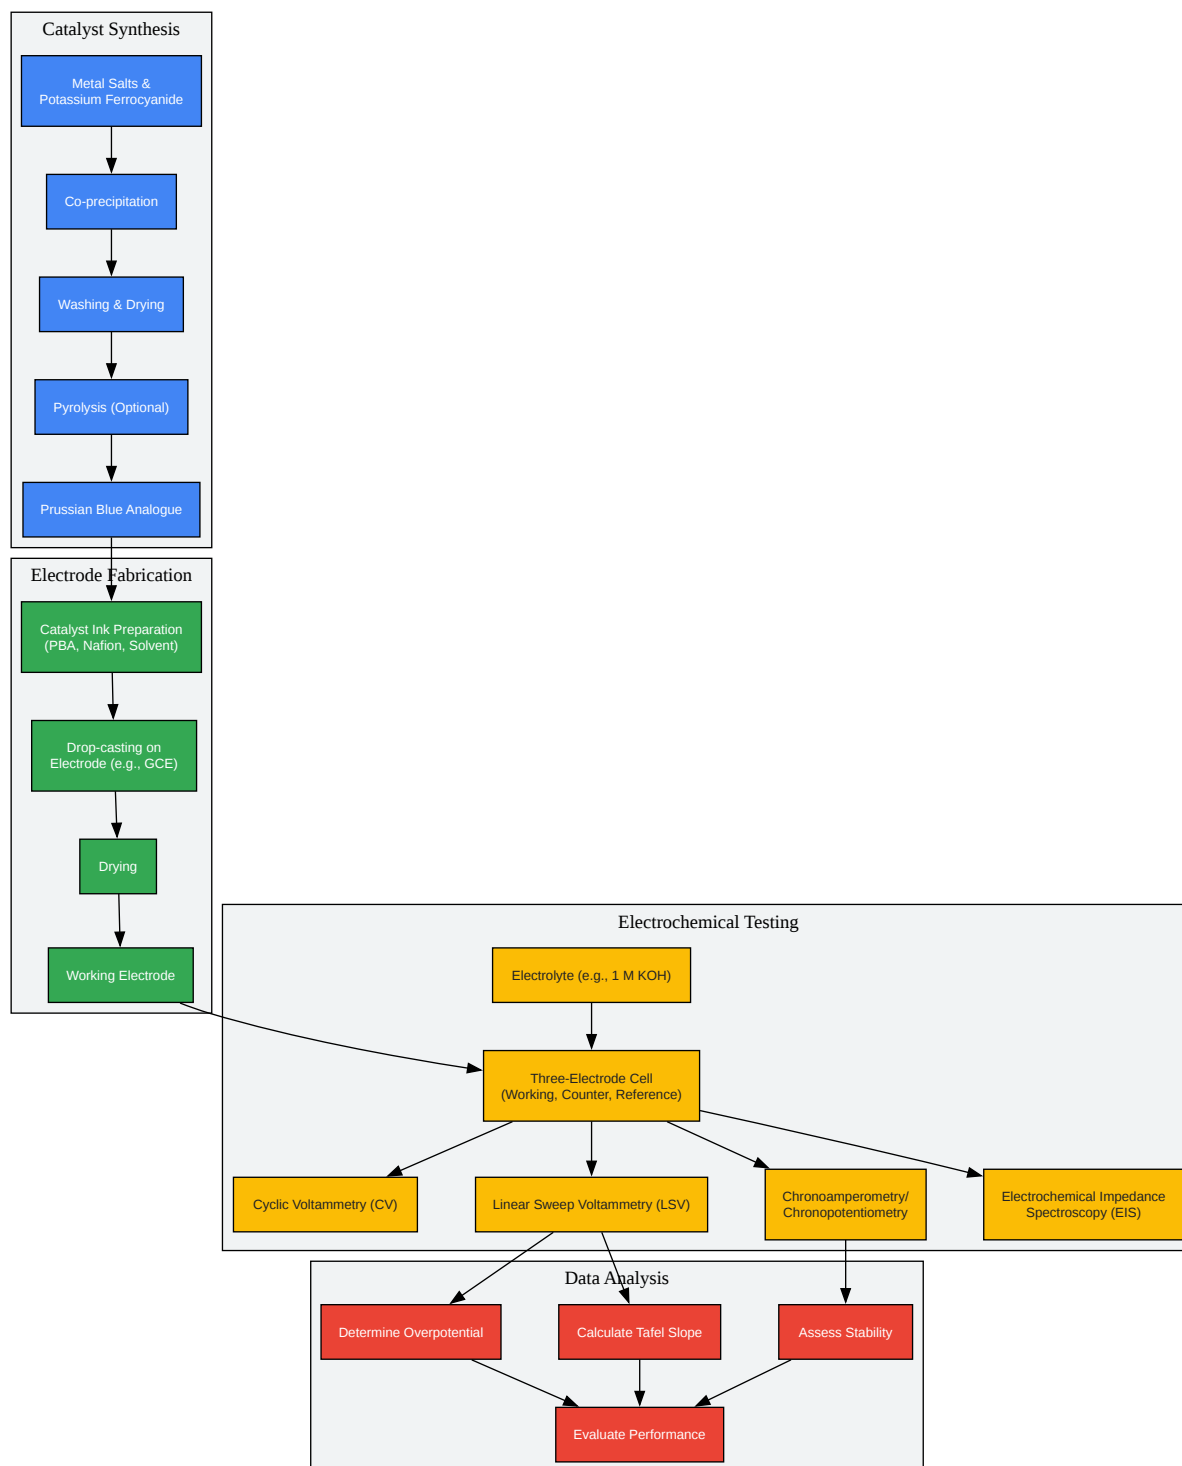 Catalyst Synthesis
Metal Salts &
Potassium Ferrocyanide
Co-precipitation
Washing & Drying
Pyrolysis (Optional)
Prussian Blue Analogue
Electrode Fabrication
Catalyst Ink Preparation
(PBA, Nafion, Solvent)
Drop-casting on
Electrode (e.g., GCE)
Drying
Working Electrode
Electrochemical Testing
Electrolyte (e.g., 1 M KOH)
Three-Electrode Cell
(Working, Counter, Reference)
Cyclic Voltammetry (CV)
Linear Sweep Voltammetry (LSV)
Chronoamperometry/
Chronopotentiometry
Electrochemical Impedance
Spectroscopy (EIS)
Data Analysis
Determine Overpotential
Calculate Tafel Slope
Assess Stability
Evaluate Performance